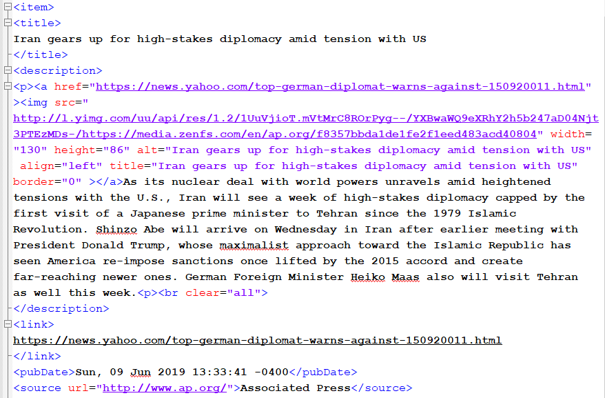 <item>
<title>
Iran gears up for high-stakes diplomacy amid tension with US
</title>
<description>
<p><a href="https://news.yahoo.com/top-german-diplomat-warns-against-150920011.html"
><img src="
http://l.yimg.com/uu/api/res/1.2/lUuVjioT.mVtMrC8ROrPyg--/YXBwaWQ9eXRhY2h5b247aD04Njt
3PTEzMDs-/https://media.zenfs.com/en/ap.org/f8357bbda1de1fe2f1eed483acd40804" width=
"130" height="86" alt="Iran gears up for high-stakes diplomacy amid tension with US"
align="left" title="Iran gears up for high-stakes diplomacy amid tension with US"
border="0" ></a>As its nuclear deal with world powers unravels amid heightened
tensions with the U.S., Iran will see a week of high-stakes diplomacy capped by the
first visit of a Japanese prime minister to Tehran since the 1979 Islamic
Revolution. Shinzo Abe will arrive on Wednesday in Iran after earlier meeting with
President Donald Trump, whose maximalist approach toward the Islamic Republic has
seen America re-impose sanctions once lifted by the 2015 accord and create
far-reaching newer ones. German Foreign Minister Heiko Maas also will visit Tehran
as well this week.<p><br clear="all">
</description>
<link>
https://news.yahoo.com/top-german-diplomat-warns-against-150920011.html
</link>
<pubDate>Sun, 09 Jun 2019 13:33:41 -0400</pubDate>
<source url="http://www.ap.org/">Associated Press</source>